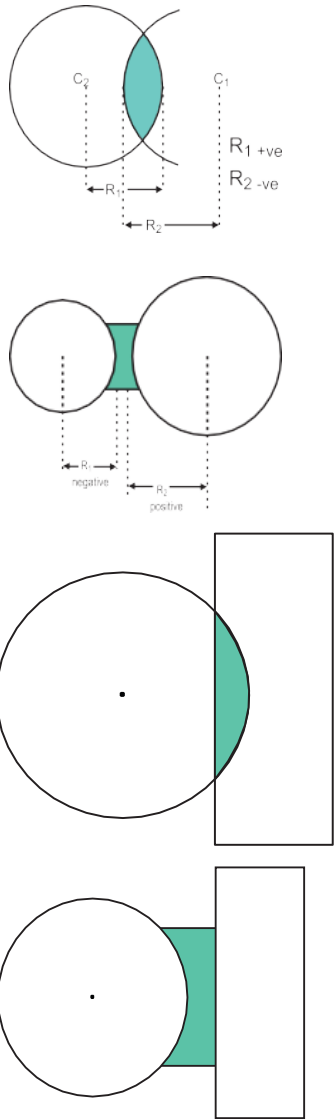 C₂ C₁
R₁ +ve
R₂ -ve
R₁
R₂
R₁
negative
R₂
positive